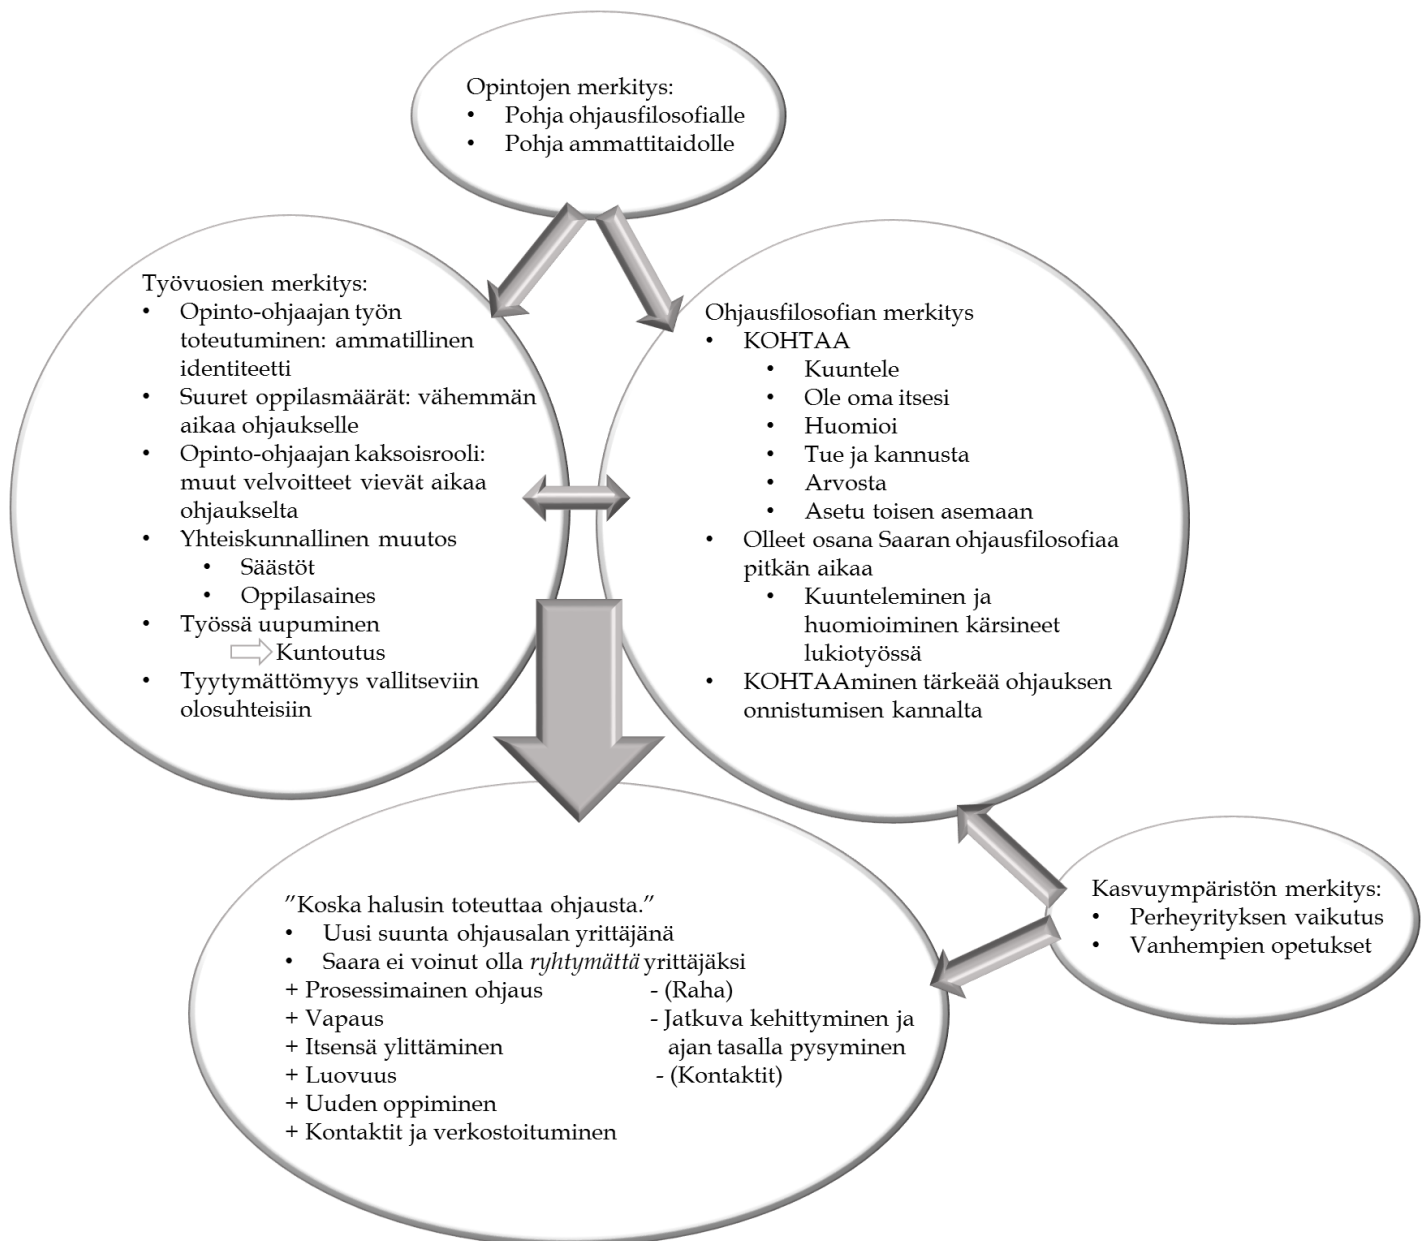 Opintojen merkitys:
• Pohja ohjausfilosofialle
• Pohja ammattitaidolle
Työvuosien merkitys:
• Opinto-ohjaajan työn
toteutuminen: ammatillinen
identiteetti
• Suuret oppilasmäärät: vähemmän
aikaa ohjaukselle
• Opinto-ohjaajan kaksoisrooli:
muut velvoitteet vievät aikaa
ohjaukselta
• Yhteiskunnallinen muutos
• Säästöt
• Oppilasaines
• Työssä uupuminen
Kuntoutus
• Tyytymättömyys vallitseviin
olosuhteisiin
Ohjausfilosofian merkitys
• KOHTAA
• Kuuntele
• Ole oma itsesi
• Huomioi
• Tue ja kannusta
• Arvosta
• Asetu toisen asemaan
• Olleet osana Saaran ohjausfilosofiaa
pitkän aikaa
• Kuunteleminen ja
huomioiminen kärsineet
lukiotyössä
• KOHTAAminen tärkeää ohjauksen
onnistumisen kannalta
”Koska halusin toteuttaa ohjausta.”
• Uusi suunta ohjausalan yrittäjänä
• Saara ei voinut olla ryhtymättä yrittäjäksi
+ Prosessimainen ohjaus
+ Vapaus
+ Itsensä ylittäminen
+ Luovuus
+ Uuden oppiminen
+ Kontaktit ja verkostoituminen
- (Raha)
- Jatkuva kehittyminen ja
ajan tasalla pysyminen
- (Kontaktit)
Kasvuympäristön merkitys:
• Perheyrityksen vaikutus
• Vanhempien opetukset